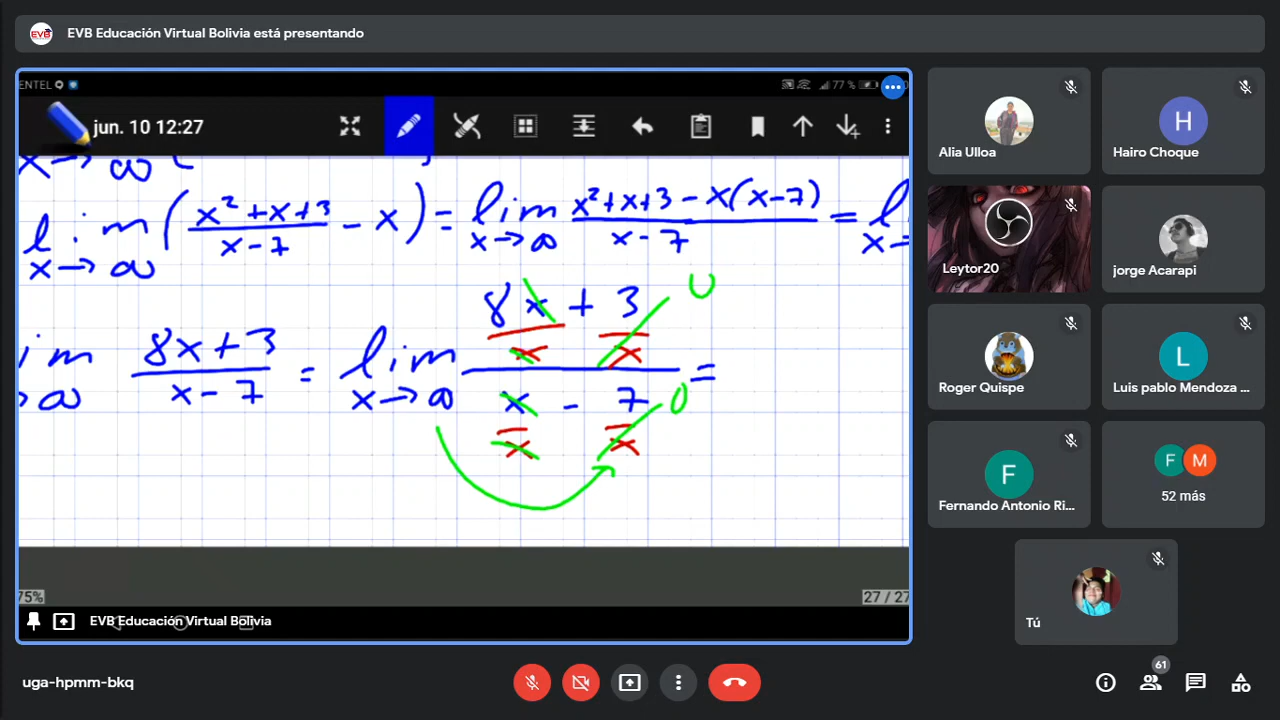 EVB Educación Virtual Bolivia está presentando
ENTEL
77 %
jun. 10 12:27
x→∞
lim x→∞ ( (x²+x+3)/(x-7) - x ) = lim x→∞ (x²+x+3-x(x-7))/(x-7) = l
x→
8x + 3 0
x x
im 8x+3 = lim =
→∞ x-7 x→∞
x - 7 0
x x
75%
27 / 27
EVB Educación Virtual Bolivia
Alia Ulloa
H
Hairo Choque
Leytor20
jorge Acarapi
Roger Quispe
L
Luis pablo Mendoza ...
F
Fernando Antonio Ri...
F M
52 más
Tú
uga-hpmm-bkq
61